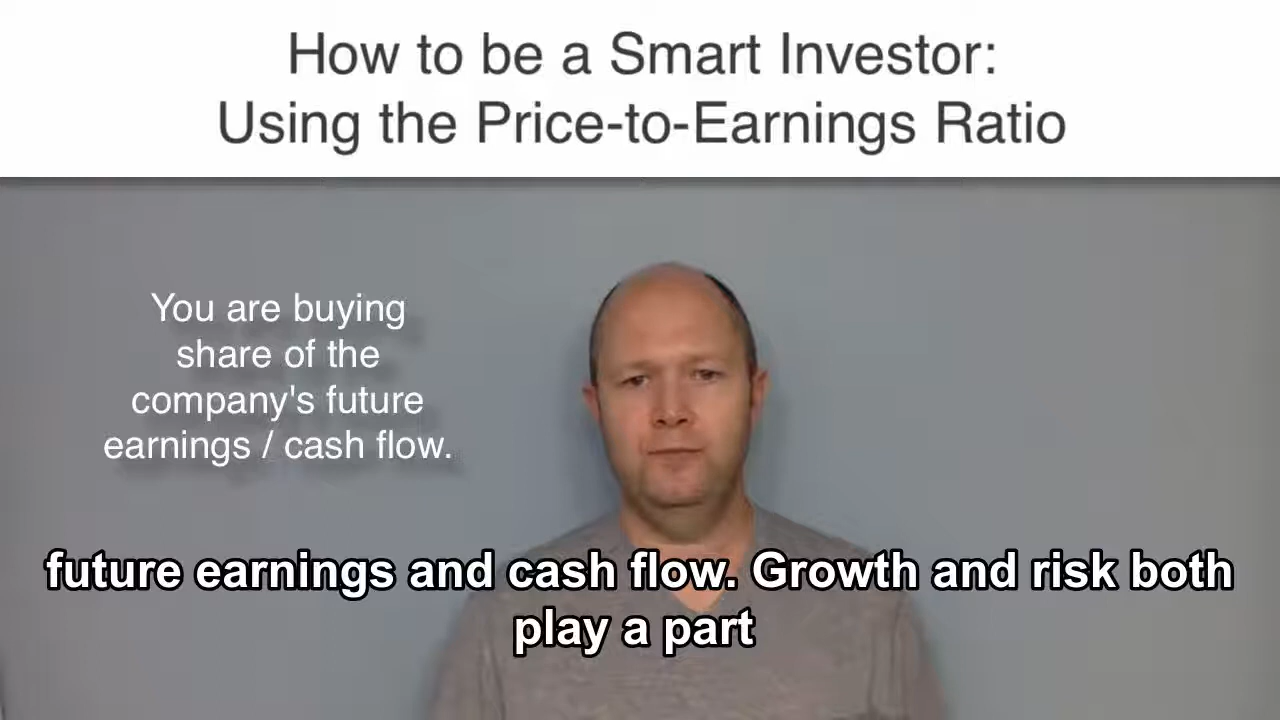 How to be a Smart Investor:
Using the Price-to-Earnings Ratio
You are buying
share of the
company's future
earnings / cash flow.
future earnings and cash flow. Growth and risk both
play a part